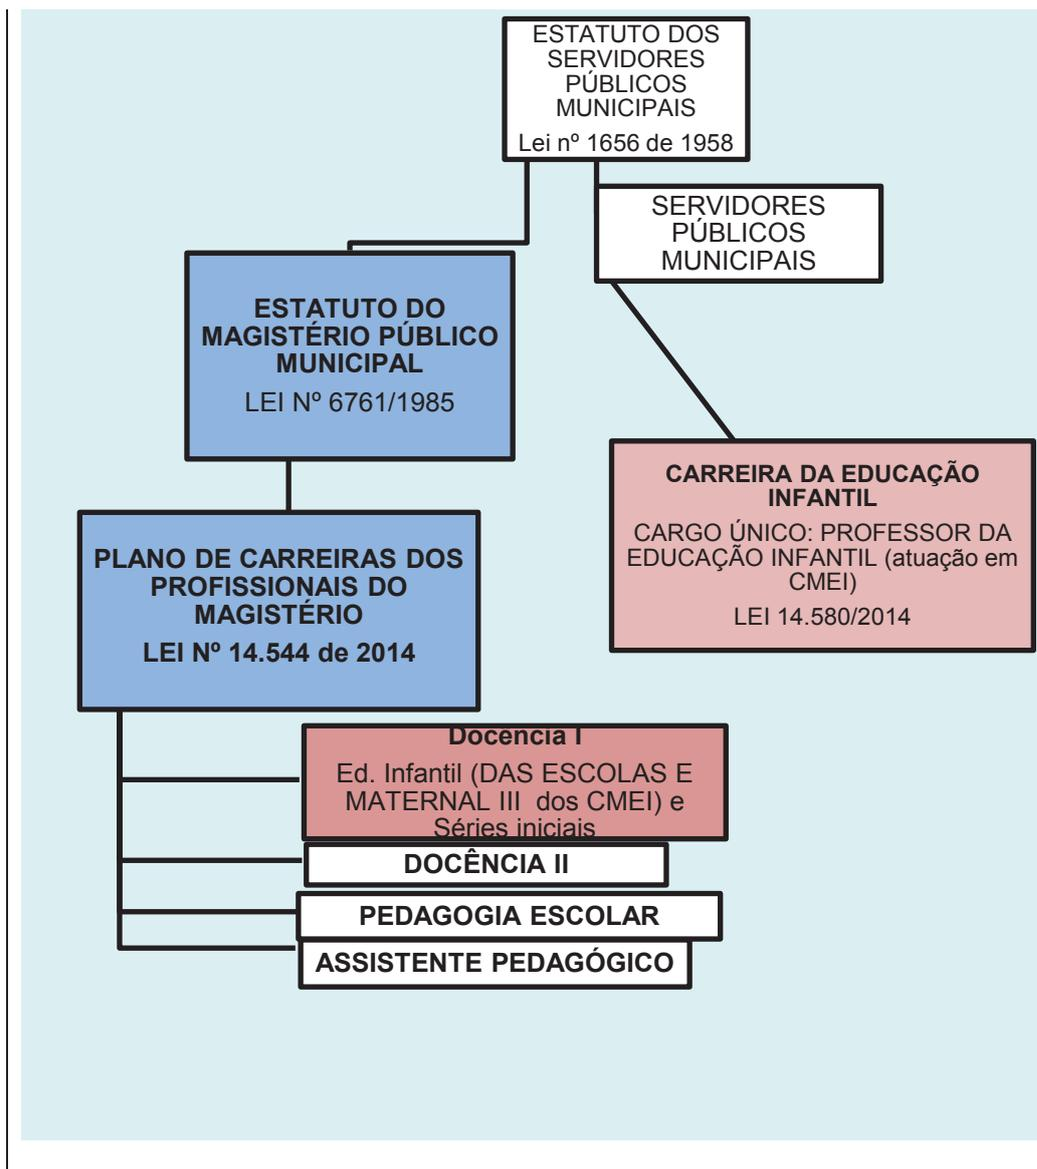 ESTATUTO DOS
SERVIDORES
PÚBLICOS
MUNICIPAIS
Lei nº 1656 de 1958
SERVIDORES
PÚBLICOS
MUNICIPAIS
ESTATUTO DO
MAGISTÉRIO PÚBLICO
MUNICIPAL
LEI Nº 6761/1985
CARREIRA DA EDUCAÇÃO
INFANTIL
CARGO ÚNICO: PROFESSOR DA
EDUCAÇÃO INFANTIL (atuação em
CMEI)
LEI 14.580/2014
PLANO DE CARREIRAS DOS
PROFISSIONAIS DO
MAGISTÉRIO
LEI Nº 14.544 de 2014
Docência I
Ed. Infantil (DAS ESCOLAS E
MATERNAL III dos CMEI) e
Séries iniciais
DOCÊNCIA II
PEDAGOGIA ESCOLAR
ASSISTENTE PEDAGÓGICO